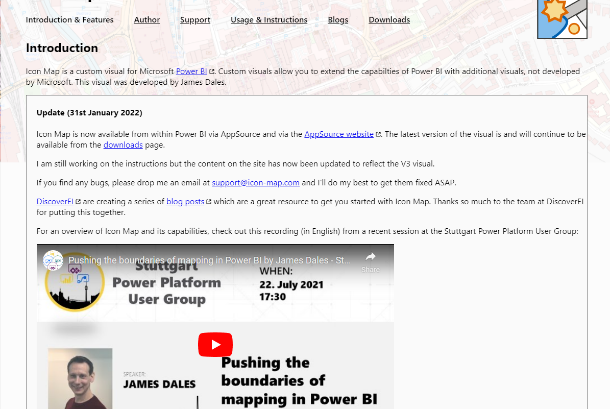 Introduction & Features Author Support Usage & Instructions Blogs Downloads
Introduction
Icon Map is a custom visual for Microsoft Power BI. Custom visuals allow you to extend the capabilties of Power BI with additional visuals, not developed
by Microsoft. This visual was developed by James Dales.
Update (31st January 2022)
Icon Map is now available from within Power BI via AppSource and via the AppSource website. The latest version of the visual is and will continue to be
available from the downloads page.
I am still working on the instructions but the content on the site has now been updated to reflect the V3 visual.
If you find any bugs, please drop me an email at support@icon-map.com and I'll do my best to get them fixed ASAP.
DiscoverEI are creating a series of blog posts which are a great resource to get you started with Icon Map. Thanks so much to the team at DiscoverEI
for putting this together.
For an overview of Icon Map and its capabilities, check out this recording (in English) from a recent session at the Stuttgart Power Platform User Group:
Pushing the boundaries of mapping in Power BI by James Dales - St...
Share
Stuttgart
Power Platform
User Group
WHEN:
22. July 2021
17:30
SPEAKER:
JAMES DALES
Pushing the
boundaries of
mapping in Power BI